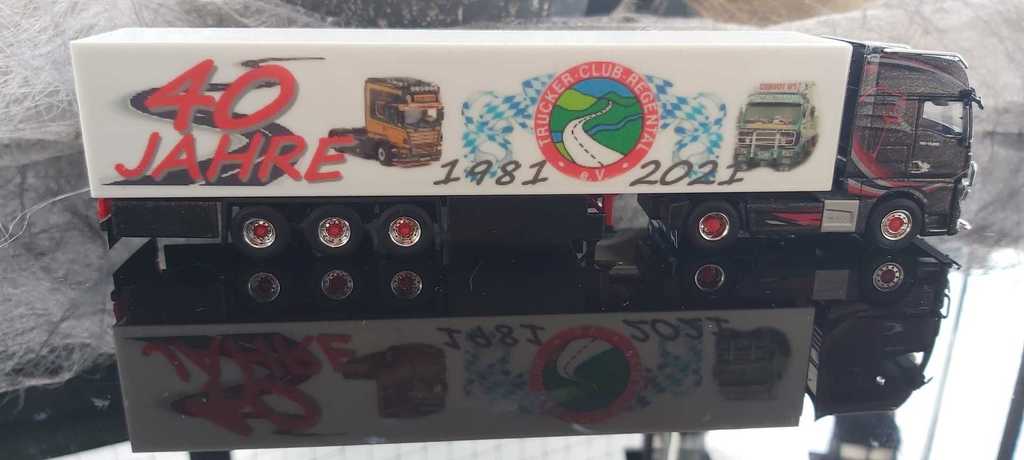 40
JAHRE
1981
TRUCKER-CLUB-REGENTAL
e.V.
2021